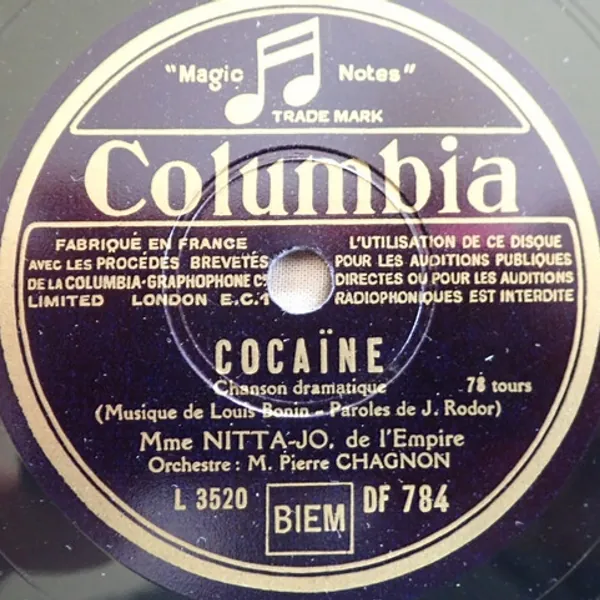 "Magic Notes"
TRADE MARK
Columbia
FABRIQUÉ EN FRANCE
AVEC LES PROCÉDÉS BREVETÉS
DE LA COLUMBIA-GRAPHOPHONE Cº
LIMITED LONDON E.C.1
L'UTILISATION DE CE DISQUE
POUR LES AUDITIONS PUBLIQUES
DIRECTES OU POUR LES AUDITIONS
RADIOPHONIQUES EST INTERDITE
COCAÏNE
Chanson dramatique 78 tours
(Musique de Louis Bonin - Paroles de J. Rodor)
Mme NITTA-JO. de l'Empire
Orchestre : M. Pierre CHAGNON
L 3520 BIEM DF 784